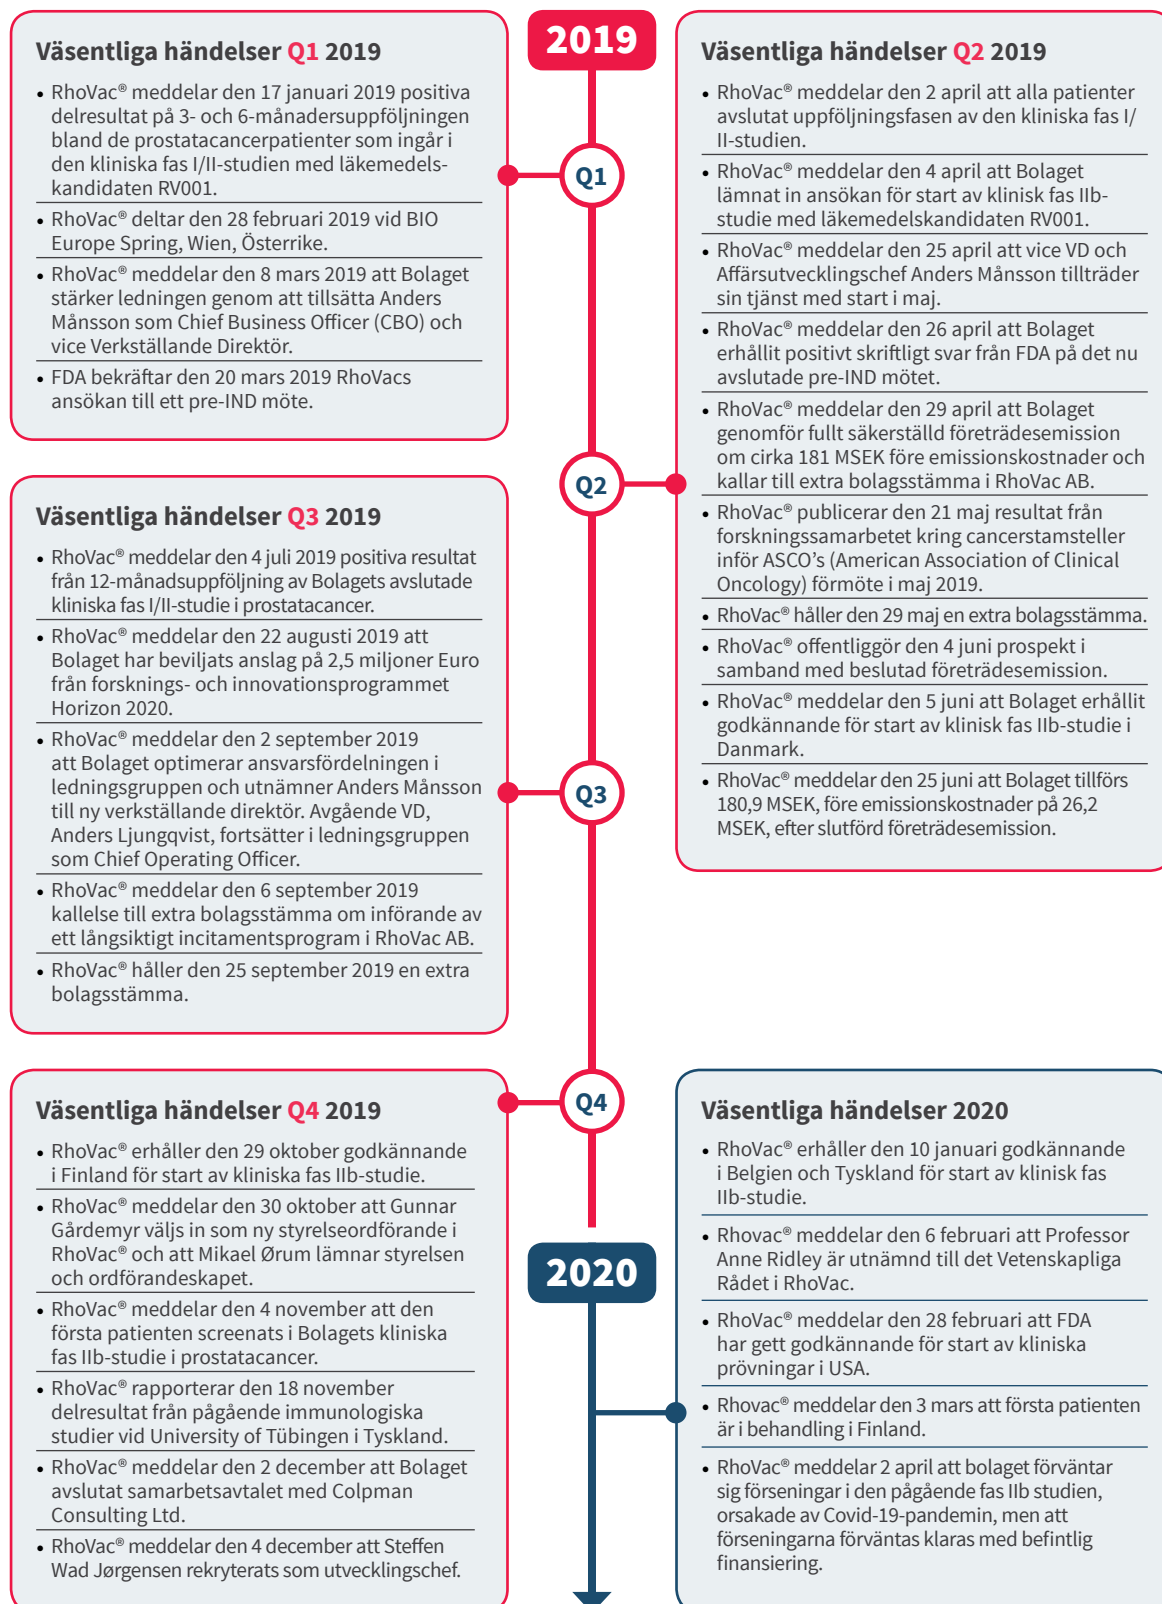 2019
Väsentliga händelser Q1 2019
• RhoVac® meddelar den 17 januari 2019 positiva
delresultat på 3- och 6-månadersuppföljningen
bland de prostatacancerpatienter som ingår i
den kliniska fas I/II-studien med läkemedels-
kandidaten RV001.
• RhoVac® deltar den 28 februari 2019 vid BIO
Europe Spring, Wien, Österrike.
• RhoVac® meddelar den 8 mars 2019 att Bolaget
stärker ledningen genom att tillsätta Anders
Månsson som Chief Business Officer (CBO) och
vice Verkställande Direktör.
• FDA bekräftar den 20 mars 2019 RhoVacs
ansökan till ett pre-IND möte.
Q1
Väsentliga händelser Q2 2019
• RhoVac® meddelar den 2 april att alla patienter
avslutat uppföljningsfasen av den kliniska fas I/
II-studien.
• RhoVac® meddelar den 4 april att Bolaget
lämnat in ansökan för start av klinisk fas IIb-
studie med läkemedelskandidaten RV001.
• RhoVac® meddelar den 25 april att vice VD och
Affärsutvecklingschef Anders Månsson tillträder
sin tjänst med start i maj.
• RhoVac® meddelar den 26 april att Bolaget
erhållit positivt skriftligt svar från FDA på det nu
avslutade pre-IND mötet.
• RhoVac® meddelar den 29 april att Bolaget
genomför fullt säkerställd företrädesemission
om cirka 181 MSEK före emissionskostnader och
kallar till extra bolagsstämma i RhoVac AB.
• RhoVac® publicerar den 21 maj resultat från
forskningssamarbetet kring cancerstamsteller
inför ASCO’s (American Association of Clinical
Oncology) förmöte i maj 2019.
• RhoVac® håller den 29 maj en extra bolagsstämma.
• RhoVac® offentliggör den 4 juni prospekt i
samband med beslutad företrädesemission.
• RhoVac® meddelar den 5 juni att Bolaget erhållit
godkännande för start av klinisk fas IIb-studie i
Danmark.
• RhoVac® meddelar den 25 juni att Bolaget tillförs
180,9 MSEK, före emissionskostnader på 26,2
MSEK, efter slutförd företrädesemission.
Q2
Väsentliga händelser Q3 2019
• RhoVac® meddelar den 4 juli 2019 positiva resultat
från 12-månadsuppföljning av Bolagets avslutade
kliniska fas I/II-studie i prostatacancer.
• RhoVac® meddelar den 22 augusti 2019 att
Bolaget har beviljats anslag på 2,5 miljoner Euro
från forsknings- och innovationsprogrammet
Horizon 2020.
• RhoVac® meddelar den 2 september 2019
att Bolaget optimerar ansvarsfördelningen i
ledningsgruppen och utnämner Anders Månsson
till ny verkställande direktör. Avgående VD,
Anders Ljungqvist, fortsätter i ledningsgruppen
som Chief Operating Officer.
• RhoVac® meddelar den 6 september 2019
kallelse till extra bolagsstämma om införande av
ett långsiktigt incitamentsprogram i RhoVac AB.
• RhoVac® håller den 25 september 2019 en extra
bolagsstämma.
Q3
Väsentliga händelser Q4 2019
• RhoVac® erhåller den 29 oktober godkännande
i Finland för start av kliniska fas IIb-studie.
• RhoVac® meddelar den 30 oktober att Gunnar
Gårdemyr väljs in som ny styrelseordförande i
RhoVac® och att Mikael Ørum lämnar styrelsen
och ordförandeskapet.
• RhoVac® meddelar den 4 november att den
första patienten screenats i Bolagets kliniska
fas IIb-studie i prostatacancer.
• RhoVac® rapporterar den 18 november
delresultat från pågående immunologiska
studier vid University of Tübingen i Tyskland.
• RhoVac® meddelar den 2 december att Bolaget
avslutat samarbetsavtalet med Colpman
Consulting Ltd.
• RhoVac® meddelar den 4 december att Steffen
Wad Jørgensen rekryterats som utvecklingschef.
Q4
2020
Väsentliga händelser 2020
• RhoVac® erhåller den 10 januari godkännande
i Belgien och Tyskland för start av klinisk fas
IIb-studie.
• Rhovac® meddelar den 6 februari att Professor
Anne Ridley är utnämnd till det Vetenskapliga
Rådet i RhoVac.
• RhoVac® meddelar den 28 februari att FDA
har gett godkännande för start av kliniska
prövningar i USA.
• Rhovac® meddelar den 3 mars att första patienten
är i behandling i Finland.
• RhoVac® meddelar 2 april att bolaget förväntar
sig förseningar i den pågående fas IIb studien,
orsakade av Covid-19-pandemin, men att
förseningarna förväntas klaras med befintlig
finansiering.